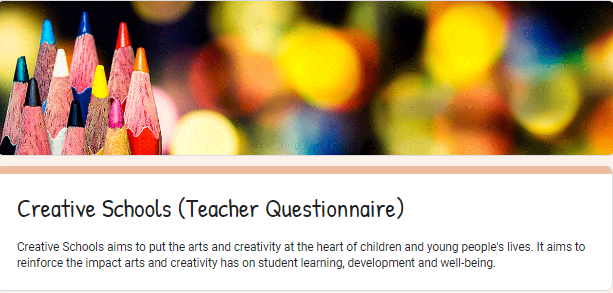 Creative Schools (Teacher Questionnaire)
Creative Schools aims to put the arts and creativity at the heart of children and young people's lives. It aims to
reinforce the impact arts and creativity has on student learning, development and well-being.